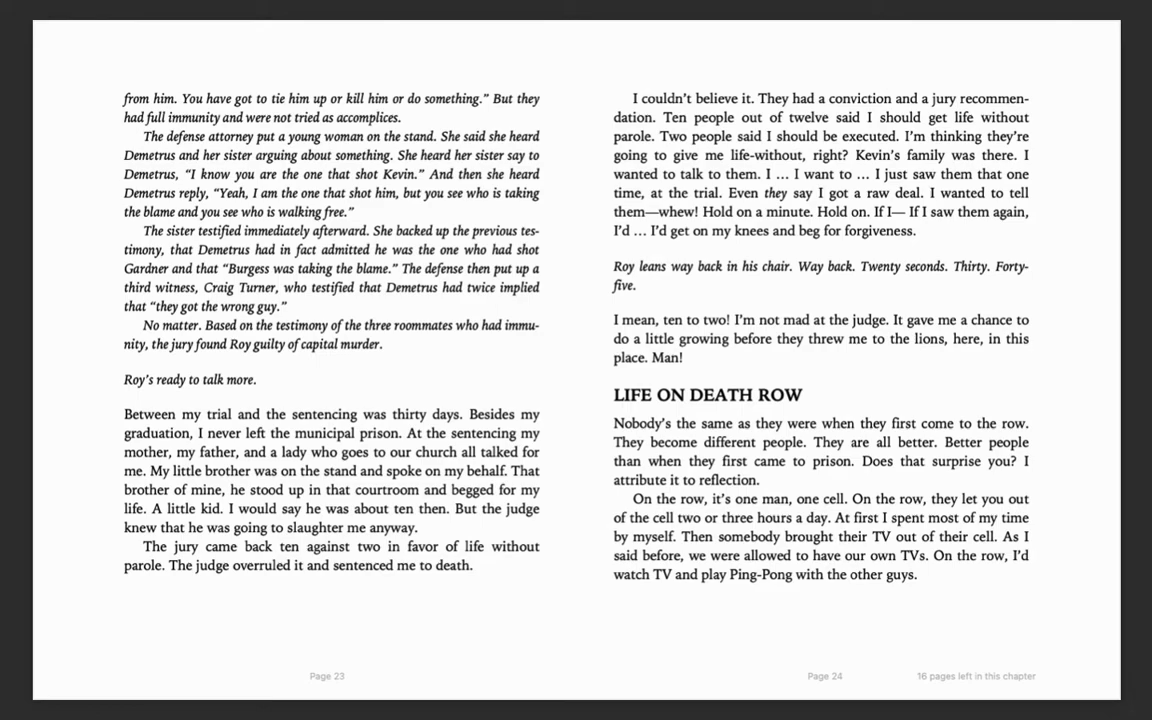 from him. You have got to tie him up or kill him or do something.” But they
had full immunity and were not tried as accomplices.
The defense attorney put a young woman on the stand. She said she heard
Demetrus and her sister arguing about something. She heard her sister say to
Demetrus, “I know you are the one that shot Kevin.” And then she heard
Demetrus reply, “Yeah, I am the one that shot him, but you see who is taking
the blame and you see who is walking free.”
The sister testified immediately afterward. She backed up the previous tes-
timony, that Demetrus had in fact admitted he was the one who had shot
Gardner and that “Burgess was taking the blame.” The defense then put up a
third witness, Craig Turner, who testified that Demetrus had twice implied
that “they got the wrong guy.”
No matter. Based on the testimony of the three roommates who had immu-
nity, the jury found Roy guilty of capital murder.
Roy’s ready to talk more.
Between my trial and the sentencing was thirty days. Besides my
graduation, I never left the municipal prison. At the sentencing my
mother, my father, and a lady who goes to our church all talked for
me. My little brother was on the stand and spoke on my behalf. That
brother of mine, he stood up in that courtroom and begged for my
life. A little kid. I would say he was about ten then. But the judge
knew that he was going to slaughter me anyway.
The jury came back ten against two in favor of life without
parole. The judge overruled it and sentenced me to death.
Page 23
I couldn’t believe it. They had a conviction and a jury recommen-
dation. Ten people out of twelve said I should get life without
parole. Two people said I should be executed. I’m thinking they’re
going to give me life-without, right? Kevin’s family was there. I
wanted to talk to them. I … I want to … I just saw them that one
time, at the trial. Even they say I got a raw deal. I wanted to tell
them—whew! Hold on a minute. Hold on. If I— If I saw them again,
I’d … I’d get on my knees and beg for forgiveness.
Roy leans way back in his chair. Way back. Twenty seconds. Thirty. Forty-
five.
I mean, ten to two! I’m not mad at the judge. It gave me a chance to
do a little growing before they threw me to the lions, here, in this
place. Man!
LIFE ON DEATH ROW
Nobody’s the same as they were when they first come to the row.
They become different people. They are all better. Better people
than when they first came to prison. Does that surprise you? I
attribute it to reflection.
On the row, it’s one man, one cell. On the row, they let you out
of the cell two or three hours a day. At first I spent most of my time
by myself. Then somebody brought their TV out of their cell. As I
said before, we were allowed to have our own TVs. On the row, I’d
watch TV and play Ping-Pong with the other guys.
Page 24
16 pages left in this chapter